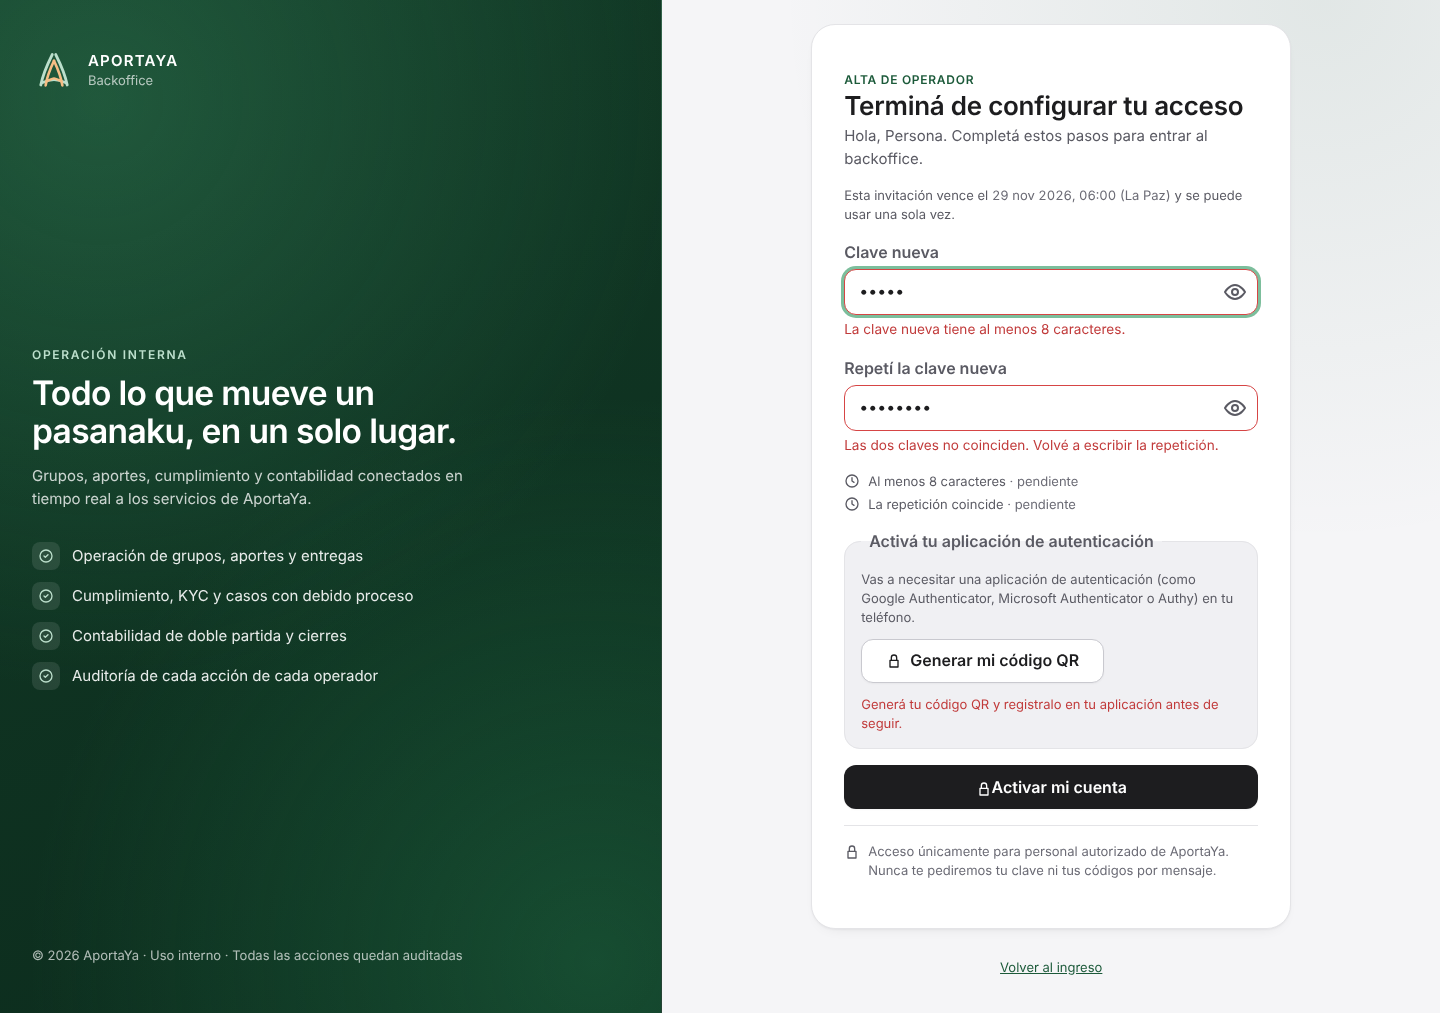 APORTAYA
Backoffice
OPERACIÓN INTERNA
Todo lo que mueve un
pasanaku, en un solo lugar.
Grupos, aportes, cumplimiento y contabilidad conectados en
tiempo real a los servicios de AportaYa.
Operación de grupos, aportes y entregas
Cumplimiento, KYC y casos con debido proceso
Contabilidad de doble partida y cierres
Auditoría de cada acción de cada operador
© 2026 AportaYa · Uso interno · Todas las acciones quedan auditadas
ALTA DE OPERADOR
Terminá de configurar tu acceso
Hola, Persona. Completá estos pasos para entrar al
backoffice.
Esta invitación vence el 29 nov 2026, 06:00 (La Paz) y se puede
usar una sola vez.
Clave nueva
•••••
La clave nueva tiene al menos 8 caracteres.
Repetí la clave nueva
••••••••
Las dos claves no coinciden. Volvé a escribir la repetición.
Al menos 8 caracteres · pendiente
La repetición coincide · pendiente
Activá tu aplicación de autenticación
Vas a necesitar una aplicación de autenticación (como
Google Authenticator, Microsoft Authenticator o Authy) en tu
teléfono.
Generar mi código QR
Generá tu código QR y registralo en tu aplicación antes de
seguir.
Activar mi cuenta
Acceso únicamente para personal autorizado de AportaYa.
Nunca te pediremos tu clave ni tus códigos por mensaje.
Volver al ingreso